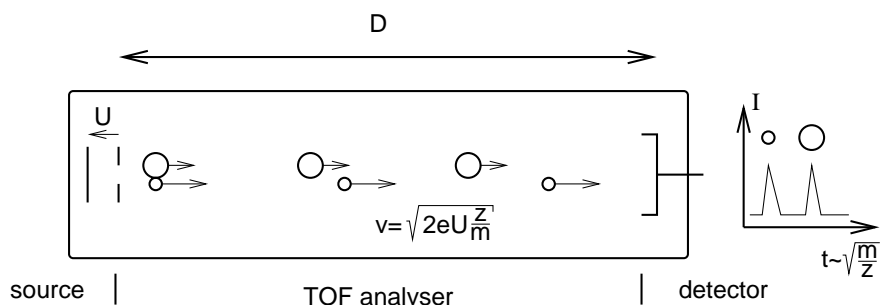 D
U
I
v=√2eU z/m
t~√m/z
source | TOF analyser | detector